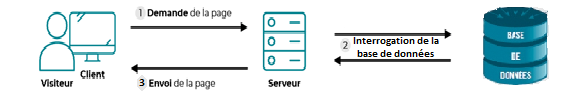 1 Demande de la page
BASE
2 Interrogation de la
base de données
DE
Client
DONNÉES
Visiteur
3 Envoi de la page
Serveur